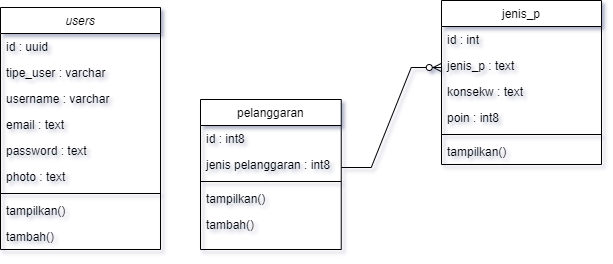 users
id : uuid
tipe_user : varchar
username : varchar
email : text
password : text
photo : text
tampilkan()
tambah()
pelanggaran
id : int8
jenis pelanggaran : int8
tampilkan()
tambah()
jenis_p
id : int
jenis_p : text
konsekw : text
poin : int8
tampilkan()